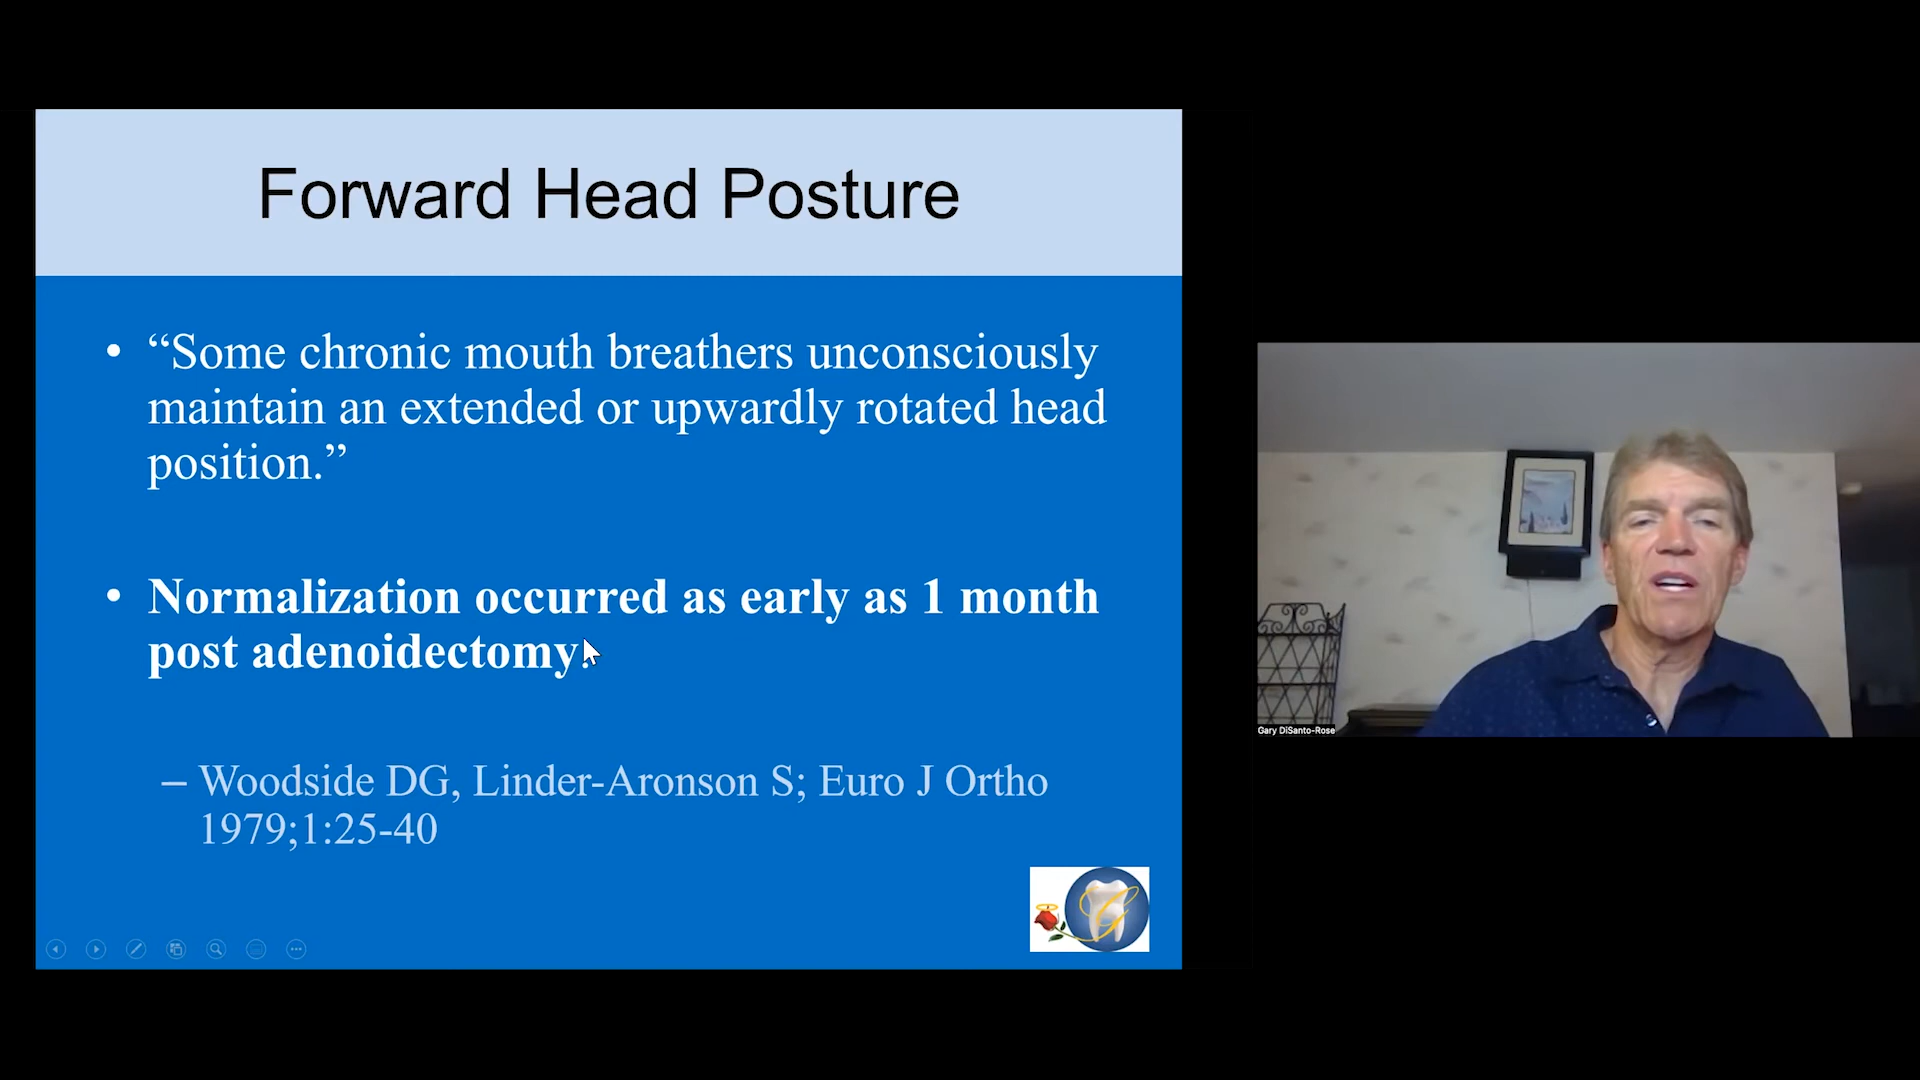 Forward Head Posture
• “Some chronic mouth breathers unconsciously
maintain an extended or upwardly rotated head
position.”
• Normalization occurred as early as 1 month
post adenoidectomy.
– Woodside DG, Linder-Aronson S; Euro J Ortho
1979;1:25-40
Gary DiSanto-Rose